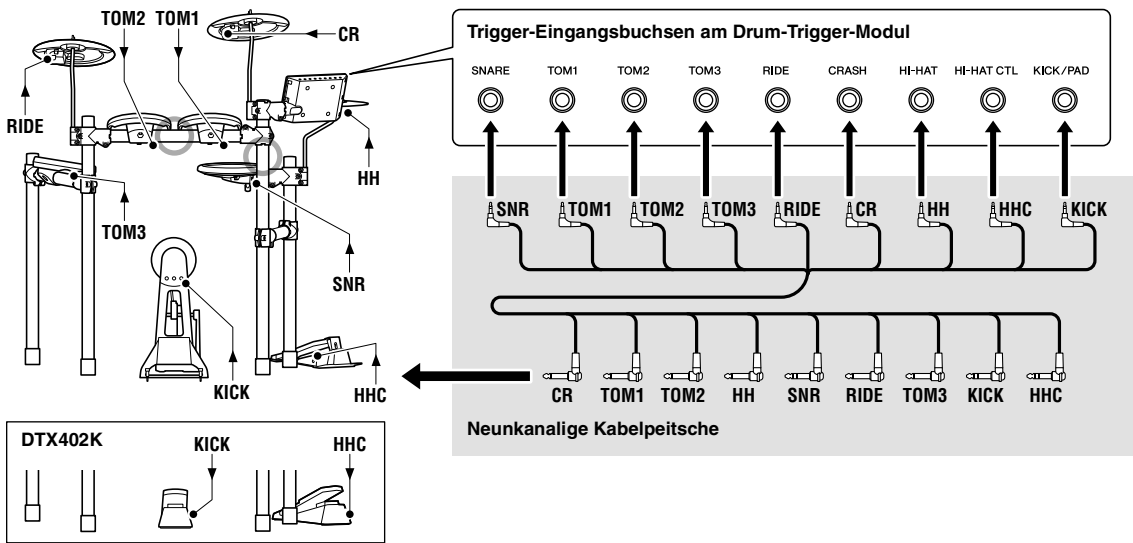 TOM2 TOM1
CR
RIDE
HH
TOM3
SNR
KICK
HHC
DTX402K
KICK
HHC
Trigger-Eingangsbuchsen am Drum-Trigger-Modul
SNARE TOM1 TOM2 TOM3 RIDE CRASH HI-HAT HI-HAT CTL KICK/PAD
SNR TOM1 TOM2 TOM3 RIDE CR HH HHC KICK
CR TOM1 TOM2 HH SNR RIDE TOM3 KICK HHC
Neunkanalige Kabelpeitsche